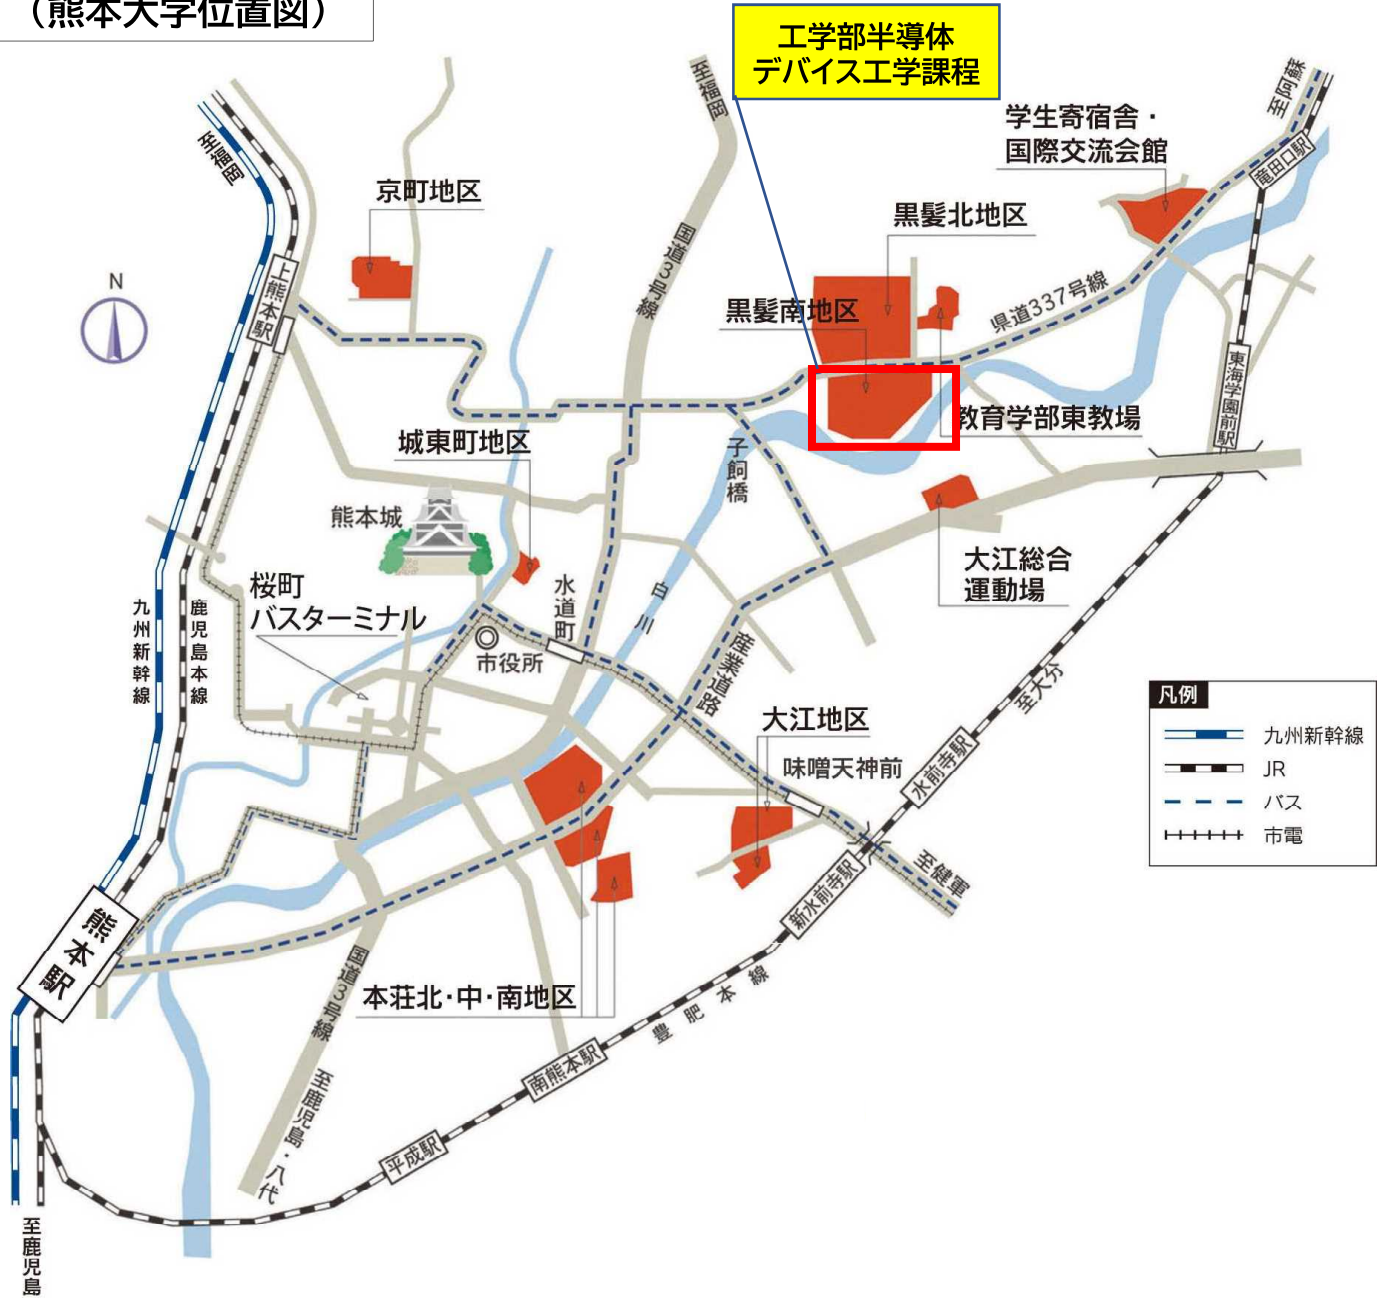 （熊本大学位置図）
工学部半導体
デバイス工学課程
至福岡
至阿蘇
学生寄宿舎・
国際交流会館
竜田口駅
至福岡
京町地区
黒髪北地区
国道3号線
上熊本駅
N
黒髪南地区
県道337号線
東海学園前駅
教育学部東教場
城東町地区
子飼橋
熊本城
大江総合
運動場
水道町
白川
桜町
バスターミナル
九州新幹線
鹿児島本線
市役所
産業道路
至大分
大江地区
味噌天神前
水前寺駅
凡例
九州新幹線
JR
バス
市電
新水前寺駅
至健軍
熊本駅
国道3号線
本荘北・中・南地区
豊肥本線
南熊本駅
至鹿児島・八代
平成駅
至鹿児島